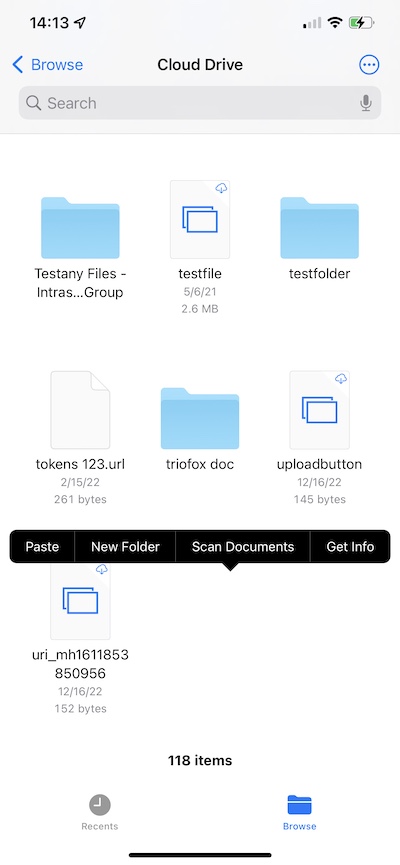 14:13
Browse
Cloud Drive
Search
Testany Files -
Intras...Group
testfile
5/6/21
2.6 MB
testfolder
tokens 123.url
2/15/22
261 bytes
triofox doc
uploadbutton
12/16/22
145 bytes
Paste
New Folder
Scan Documents
Get Info
uri_mh1611853
850956
12/16/22
152 bytes
118 items
Recents
Browse